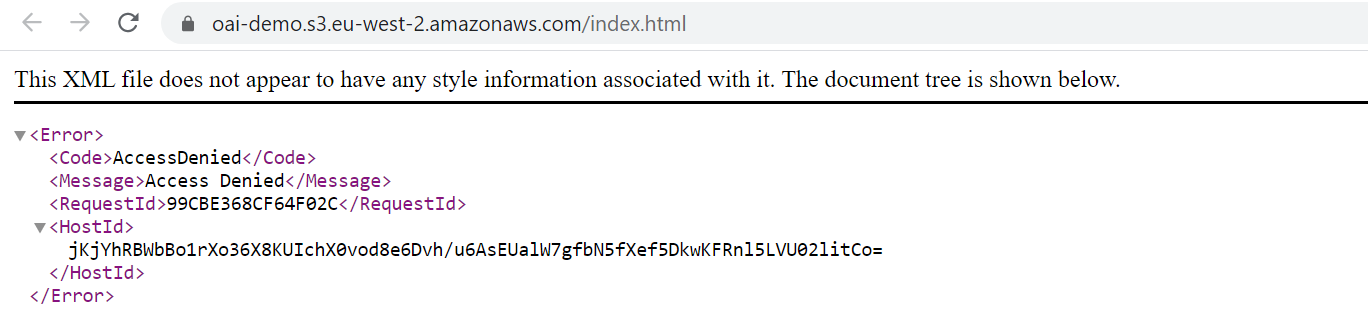 oai-demo.s3.eu-west-2.amazonaws.com/index.html
This XML file does not appear to have any style information associated with it. The document tree is shown below.
<Error>
<Code>AccessDenied</Code>
<Message>Access Denied</Message>
<RequestId>99CBE368CF64F02C</RequestId>
<HostId>
jKjYhRBWbBo1rXo36X8KUIchX0vod8e6Dvh/u6AsEUalW7gfbN5fXef5DkwKFRnl5LVU02litCo=
</HostId>
</Error>